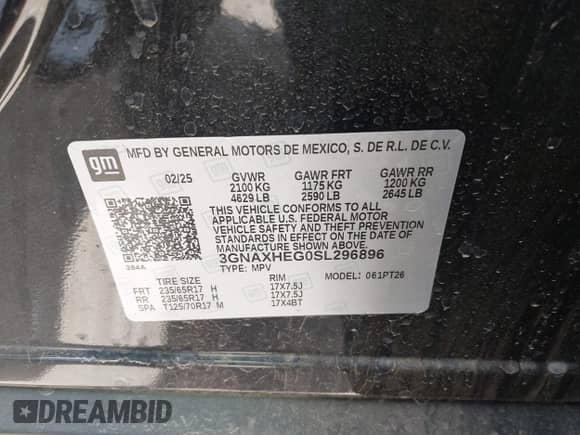 gm
MFD BY GENERAL MOTORS DE MEXICO, S. DE R.L. DE C.V.
02/25 GVWR GAWR FRT GAWR RR
2100 KG 1175 KG 1200 KG
4629 LB 2590 LB 2645 LB
THIS VEHICLE CONFORMS TO ALL
APPLICABLE U.S. FEDERAL MOTOR
VEHICLE SAFETY AND THEFT PREVENTION
STANDARDS IN EFFECT ON THE DATE
OF MANUFACTURE SHOWN ABOVE.
3GNAXHEG0SL296896
TYPE: MPV MODEL: 061PT26
TIRE SIZE RIM
FRT 235/65R17 H 17X7.5J
RR 235/65R17 H 17X7.5J
SPA T125/70R17 M 17X4BT
DREAMBID